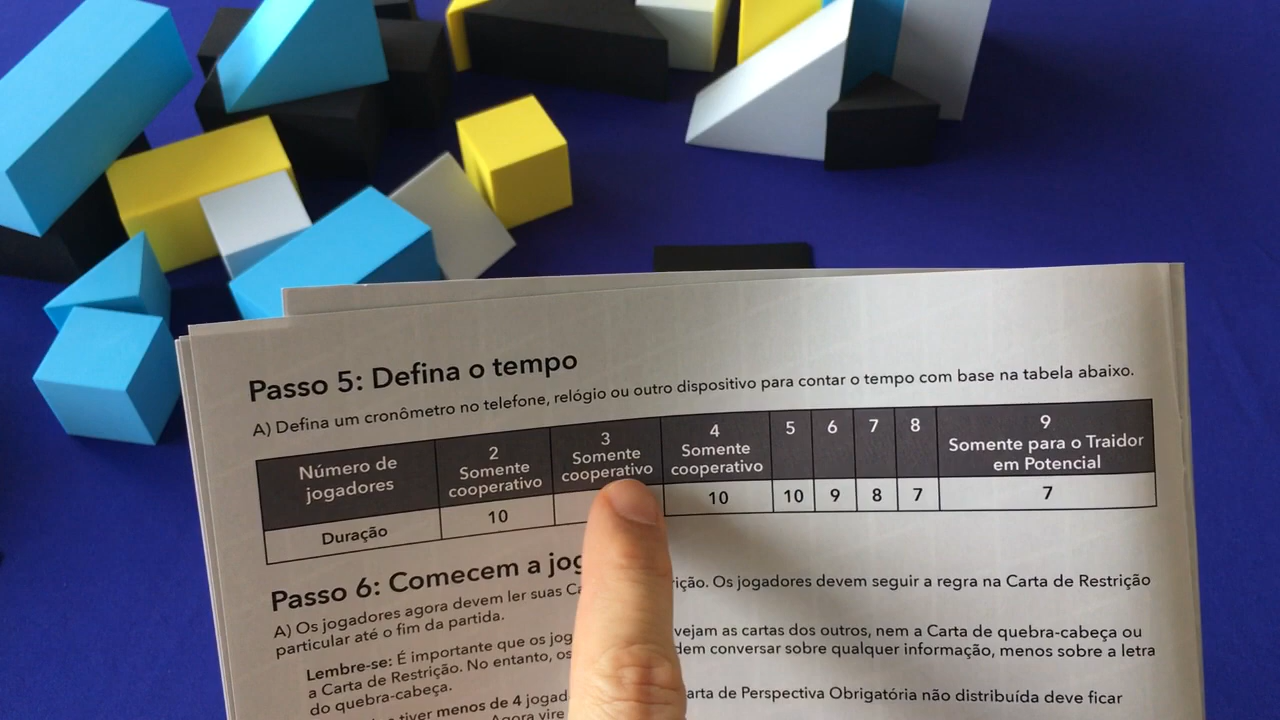 Passo 5: Defina o tempo
A) Defina um cronômetro no telefone, relógio ou outro dispositivo para contar o tempo com base na tabela abaixo.
Número de jogadores
2 Somente cooperativo
3 Somente cooperativo
4 Somente cooperativo
5
6
7
8
9 Somente para o Traidor em Potencial
Duração
10
10
10
9
8
7
7
Passo 6: Comecem a
A) Os jogadores agora devem ler suas rição. Os jogadores devem seguir a regra na Carta de Restrição
particular até o fim da partida.
Lembre-se: É importante que os vejam as cartas dos outros, nem a Carta de quebra-cabeça ou
a Carta de Restrição. No entanto, dem conversar sobre qualquer informação, menos sobre a letra
do quebra-cabeça.
tiver menos de 4 arta de Perspectiva Obrigatória não distribuída deve ficar
Agora vire